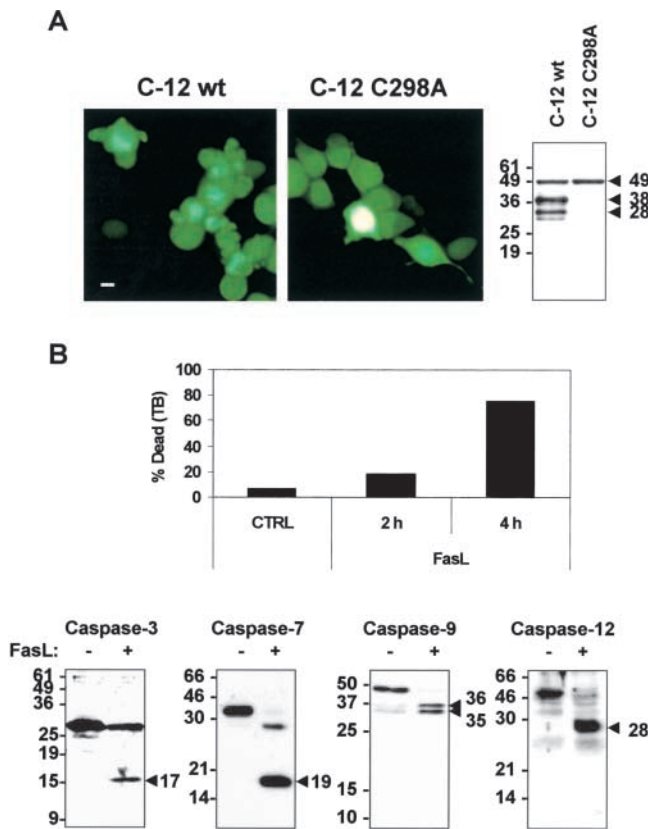 A
C-12 wt
C-12 C298A
C-12 wt
C-12 C298A
61
49
36
25
19
49
38
28
B
% Dead (TB)
100
80
60
40
20
0
CTRL
2 h
4 h
FasL
Caspase-3
Caspase-7
Caspase-9
Caspase-12
FasL: - + - + - + - +
61
49
36
25
19
15
9
17
66
46
30
21
14
19
50
37
25
15
10
36
35
66
46
30
21
14
28